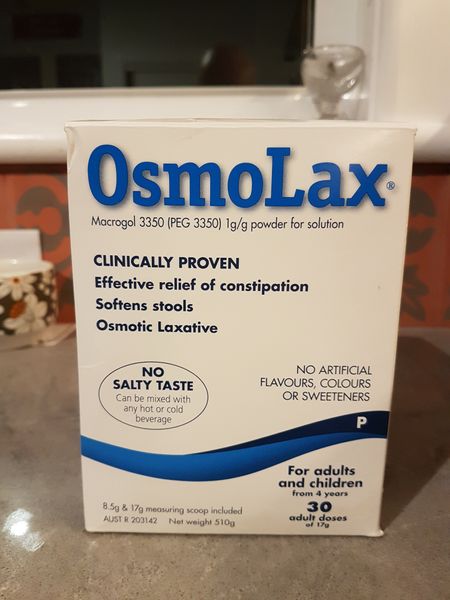 OsmoLax®
Macrogol 3350 (PEG 3350) 1g/g powder for solution
CLINICALLY PROVEN
Effective relief of constipation
Softens stools
Osmotic Laxative
NO
SALTY TASTE
Can be mixed with
any hot or cold
beverage
NO ARTIFICIAL
FLAVOURS, COLOURS
OR SWEETENERS
P
For adults
and children
from 4 years
30
adult doses
of 17g
8.5g & 17g measuring scoop included
AUST R 203142 Net weight 510g